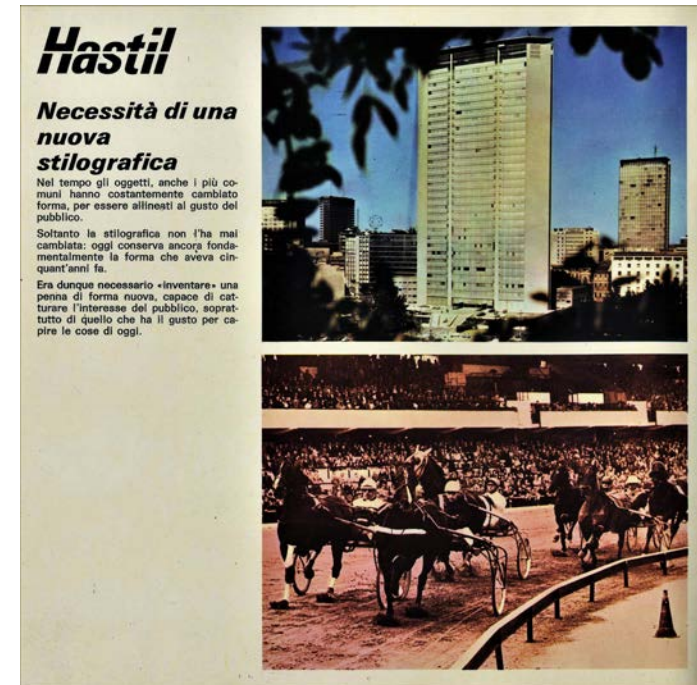 Hastil
Necessità di una
nuova
stilografica
Nel tempo gli oggetti, anche i più co-
muni hanno costantemente cambiato
forma, per essere allineati al gusto del
pubblico.
Soltanto la stilografica non l'ha mai
cambiata: oggi conserva ancora fonda-
mentalmente la forma che aveva cin-
quant'anni fa.
Era dunque necessario «inventare» una
penna di forma nuova, capace di cat-
turare l'interesse del pubblico, soprat-
tutto di quello che ha il gusto per ca-
pire le cose di oggi.